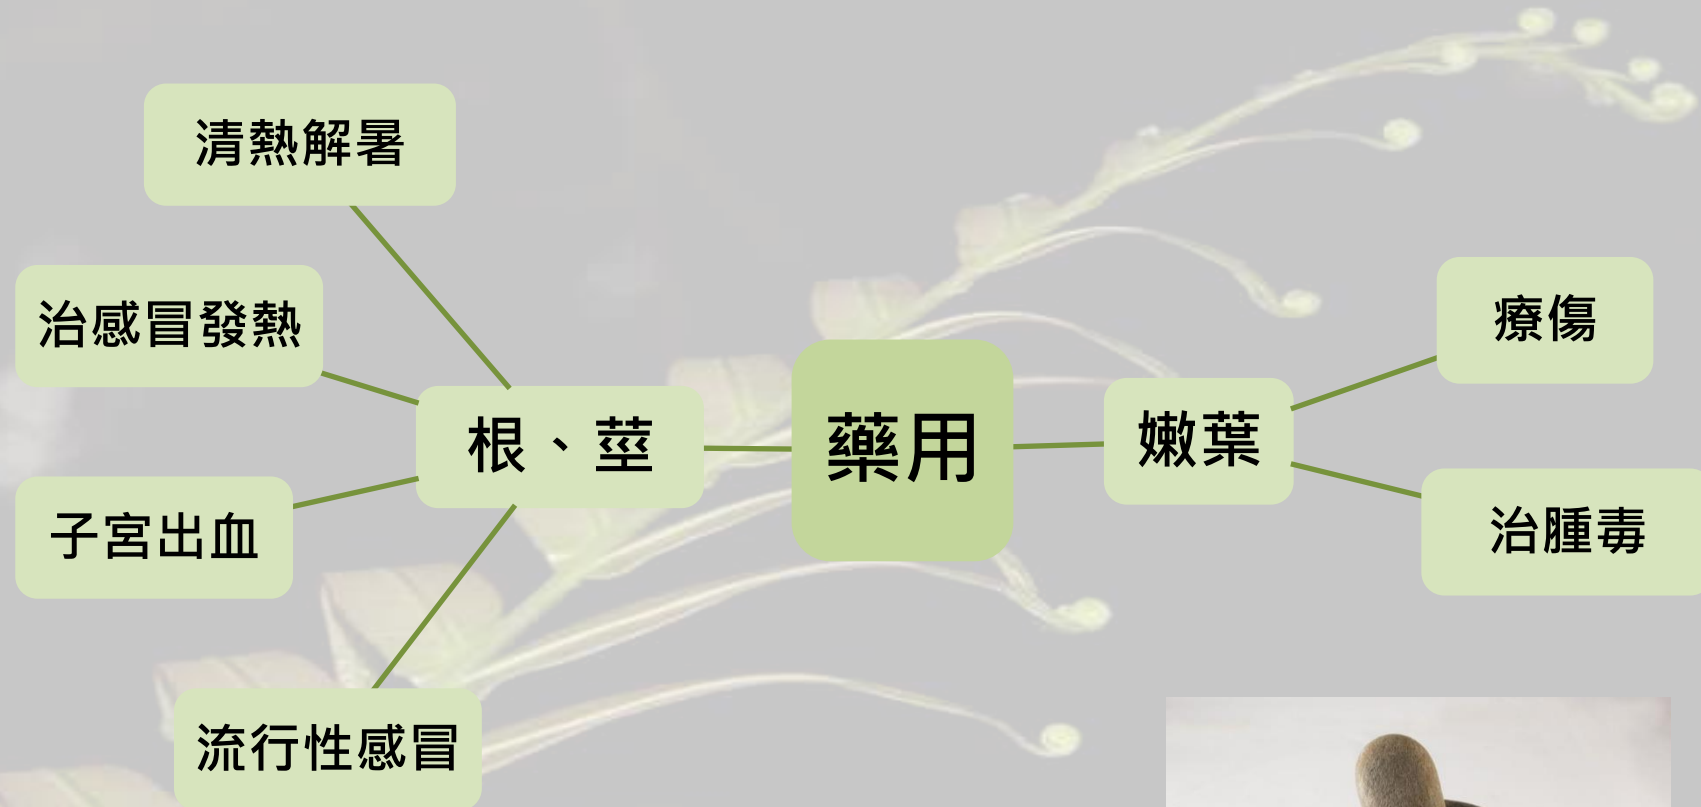 清熱解暑
治感冒發熱
子宮出血
流行性感冒
根、莖
藥用
嫩葉
療傷
治腫毒